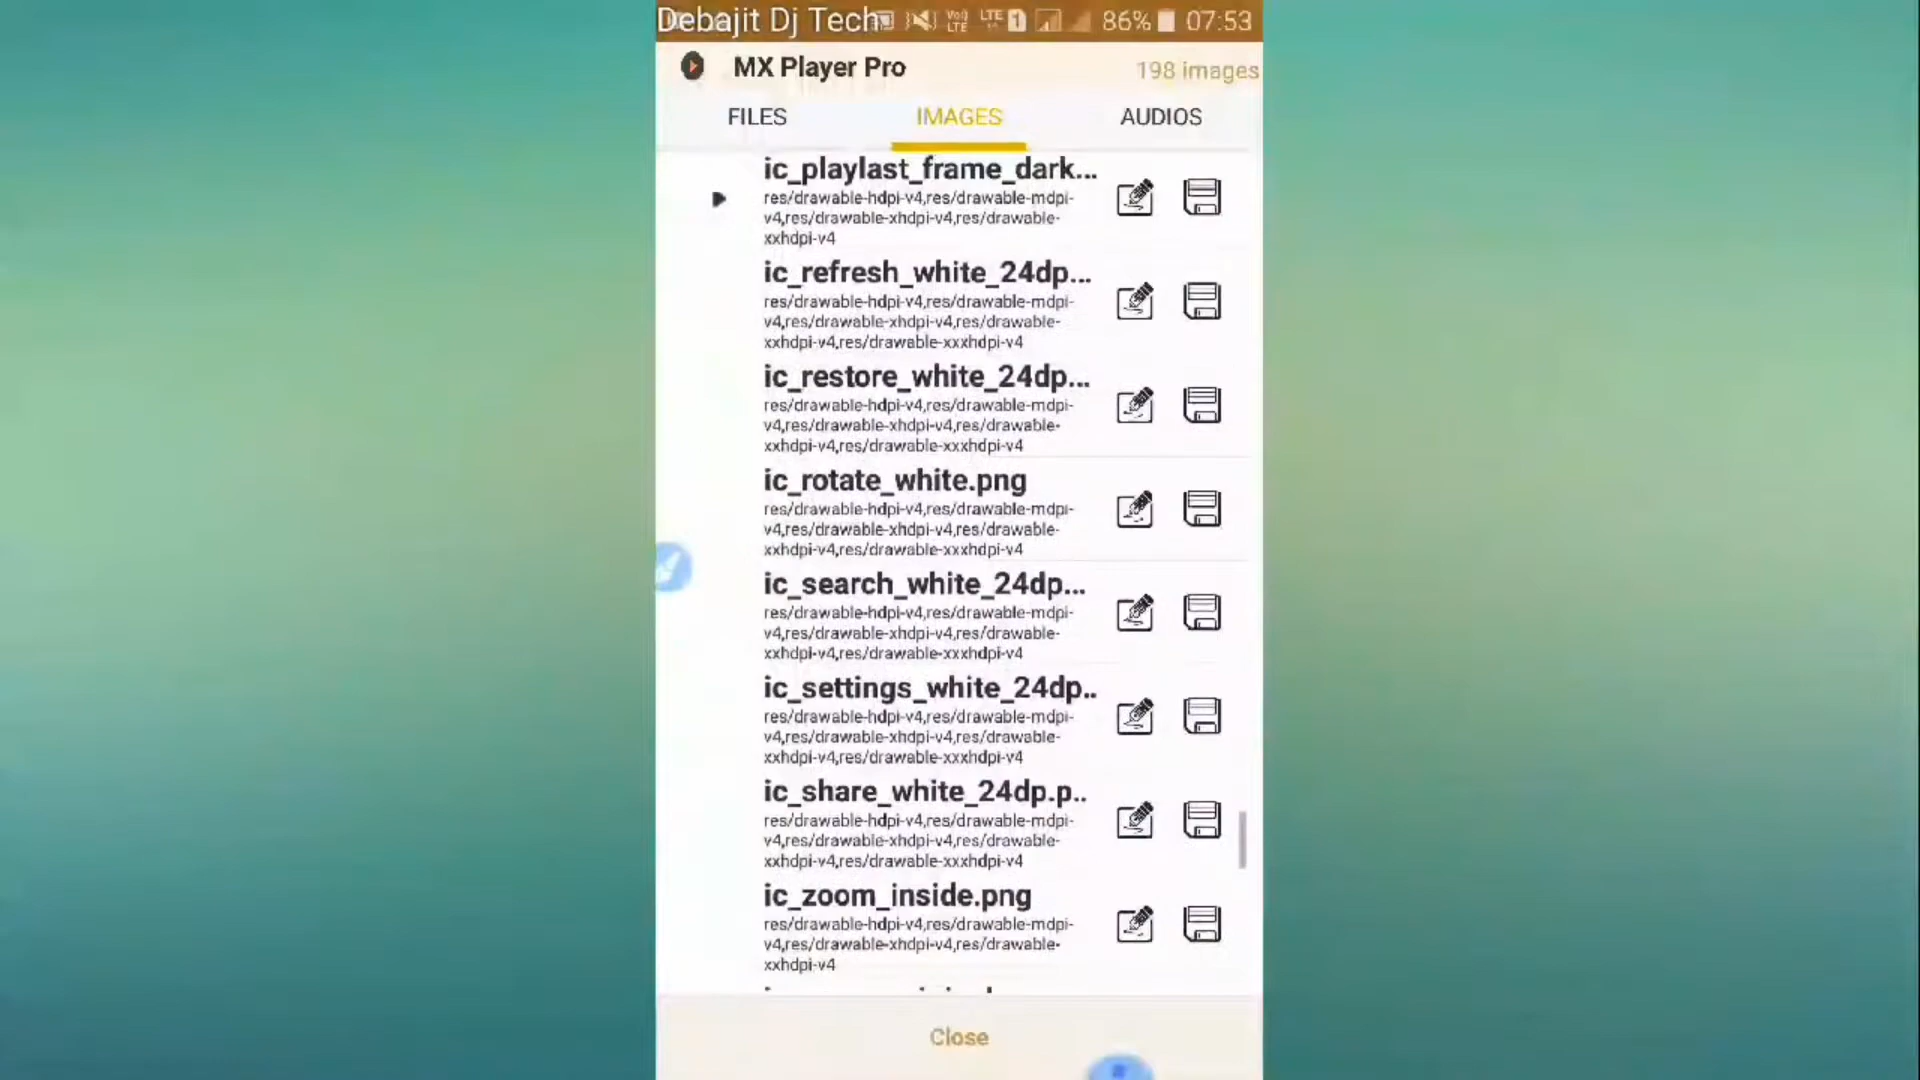 Debajit Dj Tech VoLTE LTE 1 86% 07:53
MX Player Pro 198 images
FILES IMAGES AUDIOS
ic_playlast_frame_dark...
res/drawable-hdpi-v4,res/drawable-mdpi-
v4,res/drawable-xhdpi-v4,res/drawable-
xxhdpi-v4
ic_refresh_white_24dp...
res/drawable-hdpi-v4,res/drawable-mdpi-
v4,res/drawable-xhdpi-v4,res/drawable-
xxhdpi-v4,res/drawable-xxxhdpi-v4
ic_restore_white_24dp...
res/drawable-hdpi-v4,res/drawable-mdpi-
v4,res/drawable-xhdpi-v4,res/drawable-
xxhdpi-v4,res/drawable-xxxhdpi-v4
ic_rotate_white.png
res/drawable-hdpi-v4,res/drawable-mdpi-
v4,res/drawable-xhdpi-v4,res/drawable-
xxhdpi-v4,res/drawable-xxxhdpi-v4
ic_search_white_24dp...
res/drawable-hdpi-v4,res/drawable-mdpi-
v4,res/drawable-xhdpi-v4,res/drawable-
xxhdpi-v4,res/drawable-xxxhdpi-v4
ic_settings_white_24dp..
res/drawable-hdpi-v4,res/drawable-mdpi-
v4,res/drawable-xhdpi-v4,res/drawable-
xxhdpi-v4,res/drawable-xxxhdpi-v4
ic_share_white_24dp.p..
res/drawable-hdpi-v4,res/drawable-mdpi-
v4,res/drawable-xhdpi-v4,res/drawable-
xxhdpi-v4,res/drawable-xxxhdpi-v4
ic_zoom_inside.png
res/drawable-hdpi-v4,res/drawable-mdpi-
v4,res/drawable-xhdpi-v4,res/drawable-
xxhdpi-v4
Close